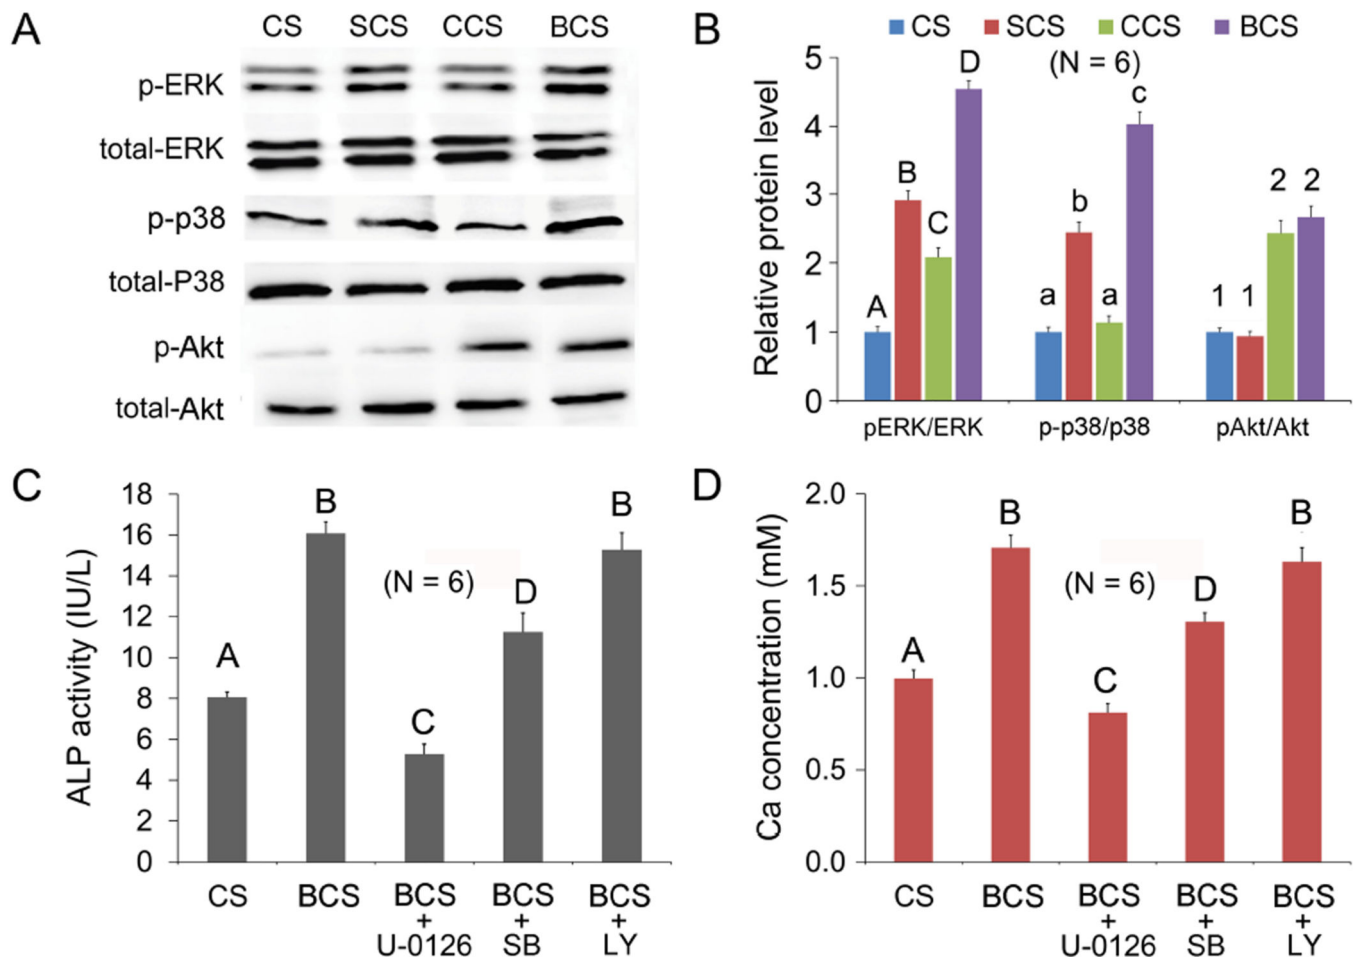 A
CS SCS CCS BCS
p-ERK
total-ERK
p-p38
total-P38
p-Akt
total-Akt
B
CS SCS CCS BCS
(N = 6)
Relative protein level
5
4
3
2
1
0
A B C D
a b a c
1 1 2 2
pERK/ERK p-p38/p38 pAkt/Akt
C
ALP activity (IU/L)
18
16
14
12
10
8
6
4
2
0
(N = 6)
A B C D B
CS BCS BCS BCS BCS
+ + +
U-0126 SB LY
D
Ca concentration (mM)
2.0
1.5
1.0
0.5
0.0
(N = 6)
A B C D B
CS BCS BCS BCS BCS
+ + +
U-0126 SB LY